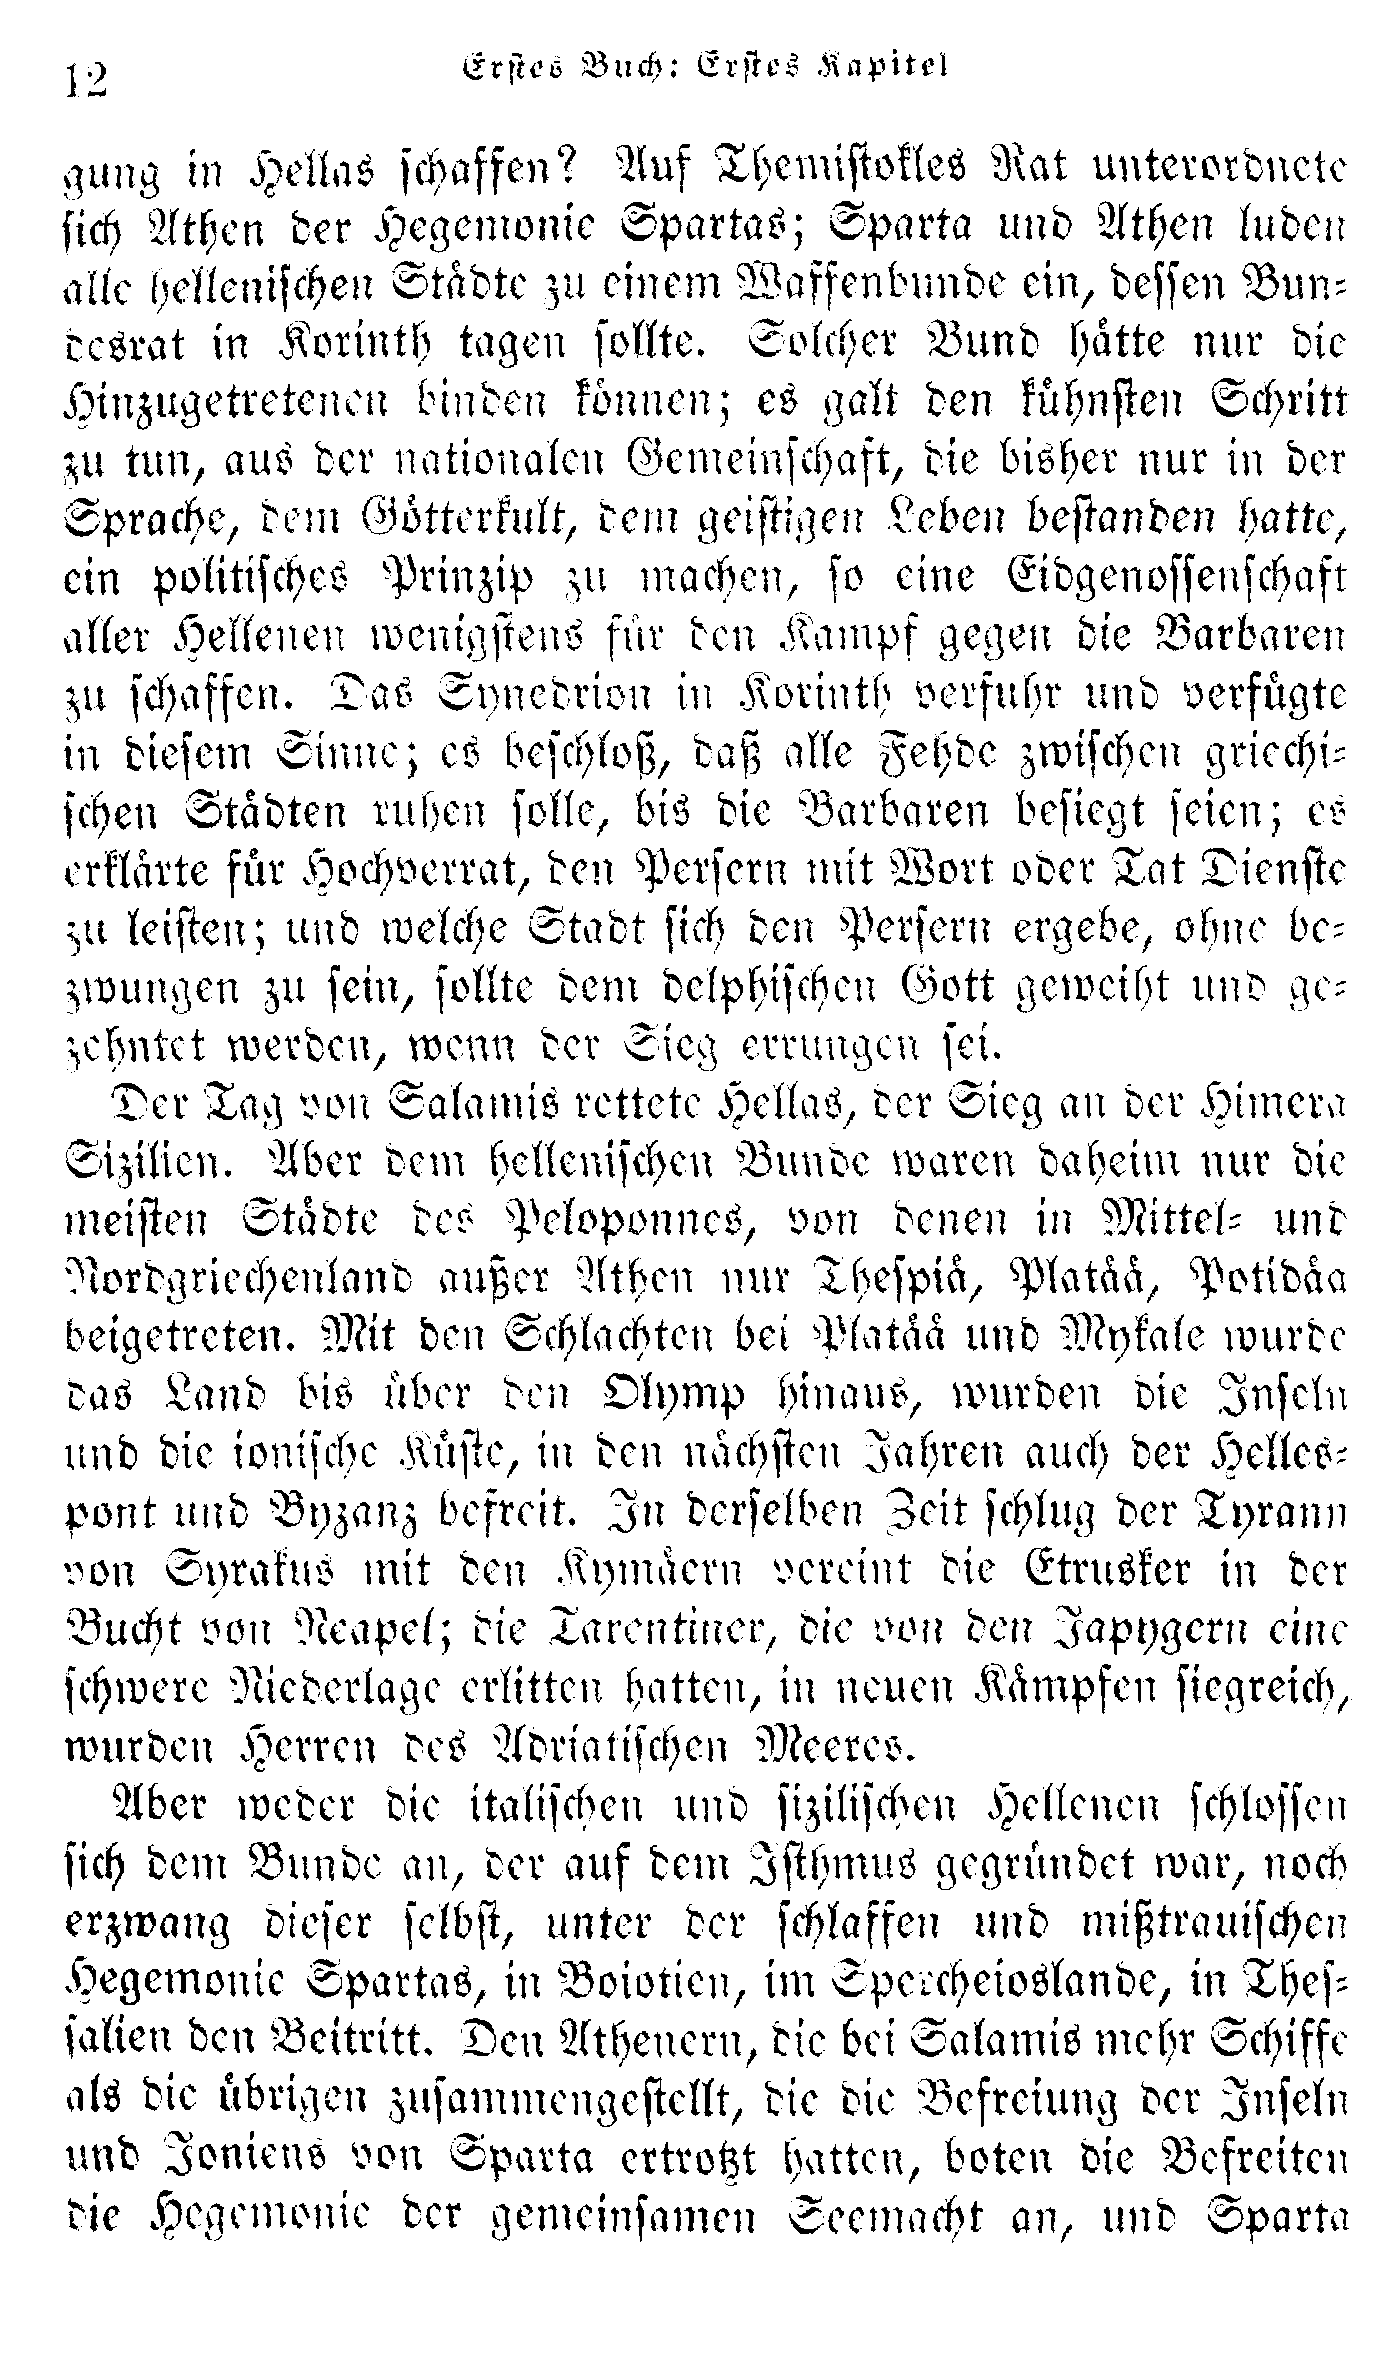 12
Erstes Buch: Erstes Kapitel
gung in Hellas schaffen? Auf Themistokles Rat unterordnete
sich Athen der Hegemonie Spartas; Sparta und Athen luden
alle hellenischen Städte zu einem Waffenbunde ein, dessen Bun-
desrat in Korinth tagen sollte. Solcher Bund hätte nur die
Hinzugetretenen binden können; es galt den kühnsten Schritt
zu tun, aus der nationalen Gemeinschaft, die bisher nur in der
Sprache, dem Götterkult, dem geistigen Leben bestanden hatte,
ein politisches Prinzip zu machen, so eine Eidgenossenschaft
aller Hellenen wenigstens für den Kampf gegen die Barbaren
zu schaffen. Das Synedrion in Korinth verfuhr und verfügte
in diesem Sinne; es beschloß, daß alle Fehde zwischen griechi-
schen Städten ruhen solle, bis die Barbaren besiegt seien; es
erklärte für Hochverrat, den Persern mit Wort oder Tat Dienste
zu leisten; und welche Stadt sich den Persern ergebe, ohne be-
zwungen zu sein, sollte dem delphischen Gott geweiht und ge-
zehntet werden, wenn der Sieg errungen sei.
Der Tag von Salamis rettete Hellas, der Sieg an der Himera
Sizilien. Aber dem hellenischen Bunde waren daheim nur die
meisten Städte des Peloponnes, von denen in Mittel- und
Nordgriechenland außer Athen nur Thespiä, Platää, Potidäa
beigetreten. Mit den Schlachten bei Platää und Mykale wurde
das Land bis über den Olymp hinaus, wurden die Inseln
und die ionische Küste, in den nächsten Jahren auch der Helles-
pont und Byzanz befreit. In derselben Zeit schlug der Tyrann
von Syrakus mit den Kymäern vereint die Etrusker in der
Bucht von Neapel; die Tarentiner, die von den Japygern eine
schwere Niederlage erlitten hatten, in neuen Kämpfen siegreich,
wurden Herren des Adriatischen Meeres.
Aber weder die italischen und sizilischen Hellenen schlossen
sich dem Bunde an, der auf dem Isthmus gegründet war, noch
erzwang dieser selbst, unter der schlaffen und mißtrauischen
Hegemonie Spartas, in Boiotien, im Spercheioslande, in Thes-
salien den Beitritt. Den Athenern, die bei Salamis mehr Schiffe
als die übrigen zusammengestellt, die die Befreiung der Inseln
und Joniens von Sparta ertrotzt hatten, boten die Befreiten
die Hegemonie der gemeinsamen Seemacht an, und Sparta